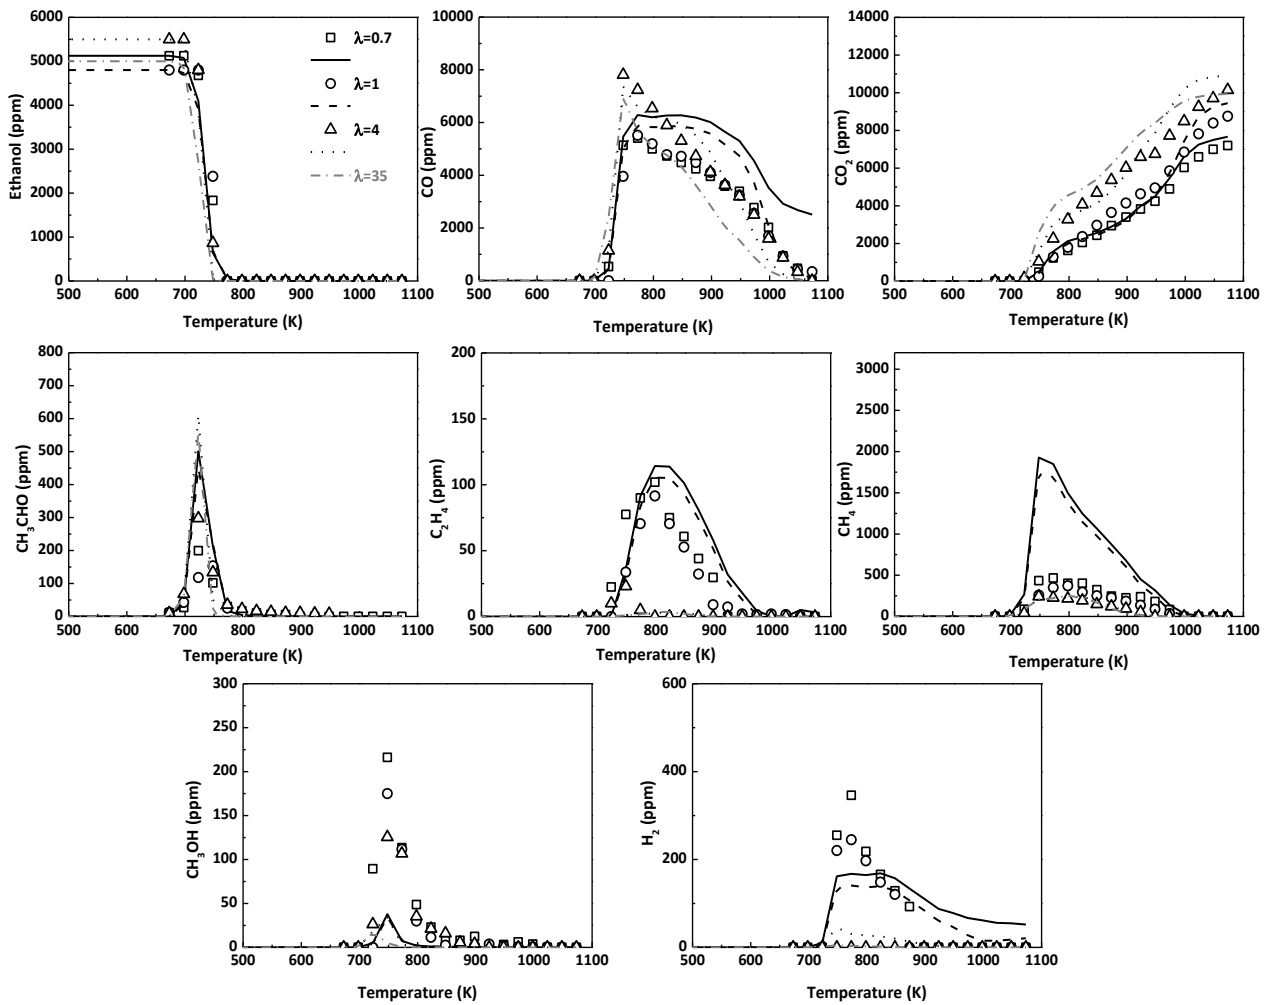 Ethanol (ppm)
6000
5000
4000
3000
2000
1000
0
500 600 700 800 900 1000 1100
Temperature (K)
λ=0.7
λ=1
λ=4
λ=35
CO (ppm)
10000
8000
6000
4000
2000
0
500 600 700 800 900 1000 1100
Temperature (K)
CO₂ (ppm)
14000
12000
10000
8000
6000
4000
2000
0
500 600 700 800 900 1000 1100
Temperature (K)
CH₃CHO (ppm)
800
700
600
500
400
300
200
100
0
500 600 700 800 900 1000 1100
Temperature (K)
C₂H₄ (ppm)
200
150
100
50
0
500 600 700 800 900 1000 1100
Temperature (K)
CH₄ (ppm)
3000
2500
2000
1500
1000
500
0
500 600 700 800 900 1000 1100
Temperature (K)
CH₃OH (ppm)
300
250
200
150
100
50
0
500 600 700 800 900 1000 1100
Temperature (K)
H₂ (ppm)
600
400
200
0
500 600 700 800 900 1000 1100
Temperature (K)